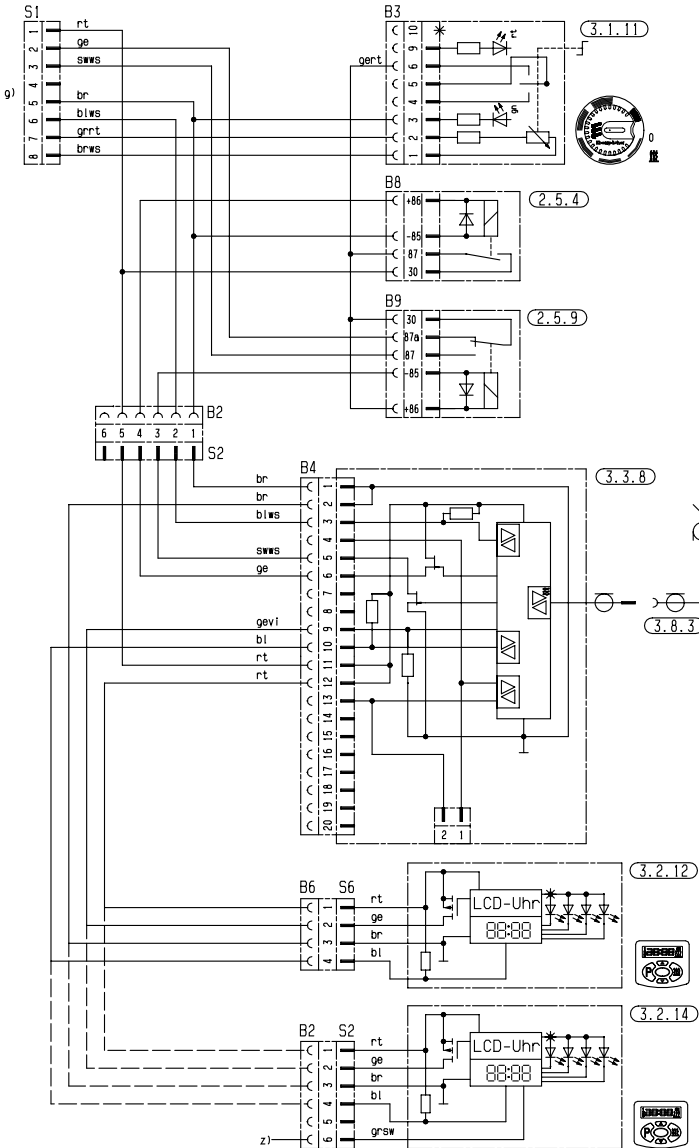 S1
1 rt
2 ge
3 swws
4
g)
5 br
6 blws
7 grrt
8 brws
B3
10
9 rt
gert 6
5
4
3 gn
2
1
3.1.11
0
B8
+86
-85
87
30
2.5.4
B9
30
87a
87
-85
+86
2.5.9
B2
6 5 4 3 2 1
S2
B4
br 1
br 2
blws 3
4
swws 5
ge 6
7
8
gevi 9
bl 10
rt 11
rt 12
13
14
15
16
17
18
19
20
2 1
3.3.8
3.8.3
B6 S6
1 rt
2 ge
3 br
4 bl
LCD-Uhr
88:88
3.2.12
P
B2 S2
1 rt
2 ge
3 br
4 bl
5
z) 6 grsw
LCD-Uhr
88:88
3.2.14
P